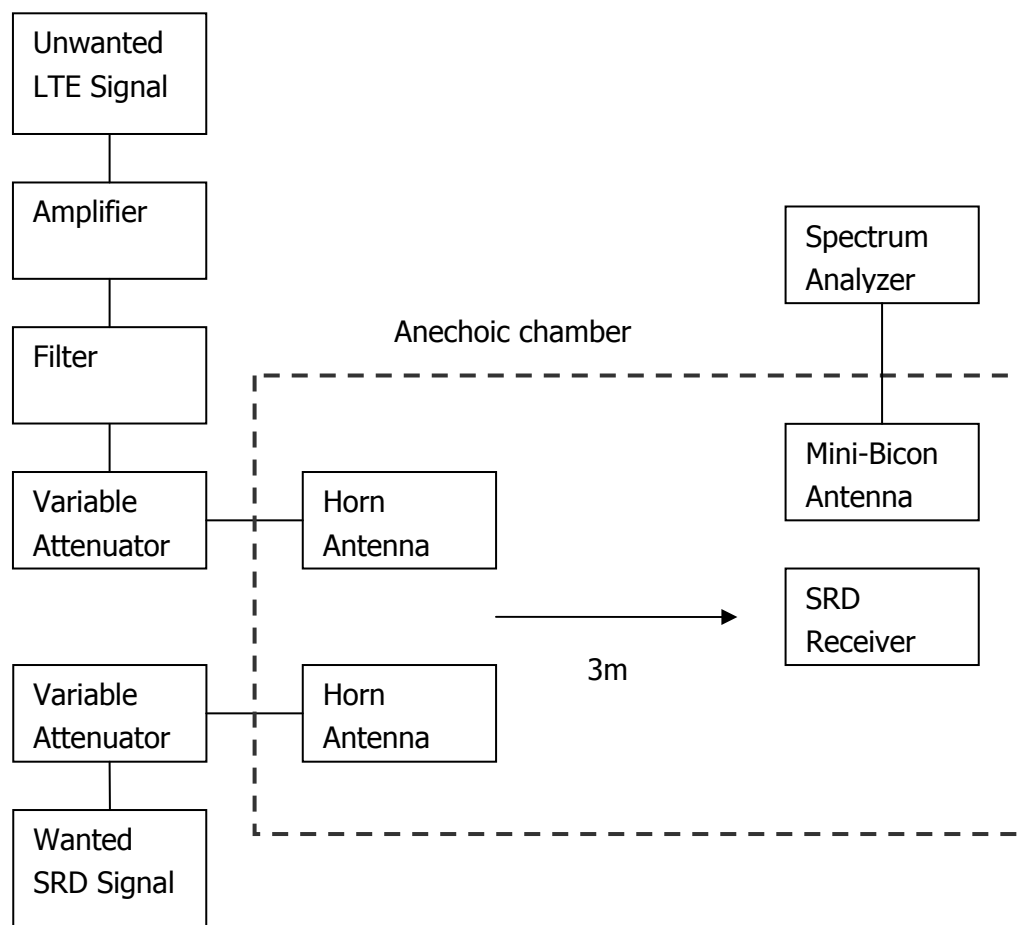 Unwanted
LTE Signal
Amplifier
Filter
Variable
Attenuator
Variable
Attenuator
Wanted
SRD Signal
Anechoic chamber
Horn
Antenna
Horn
Antenna
3m
Spectrum
Analyzer
Mini-Bicon
Antenna
SRD
Receiver